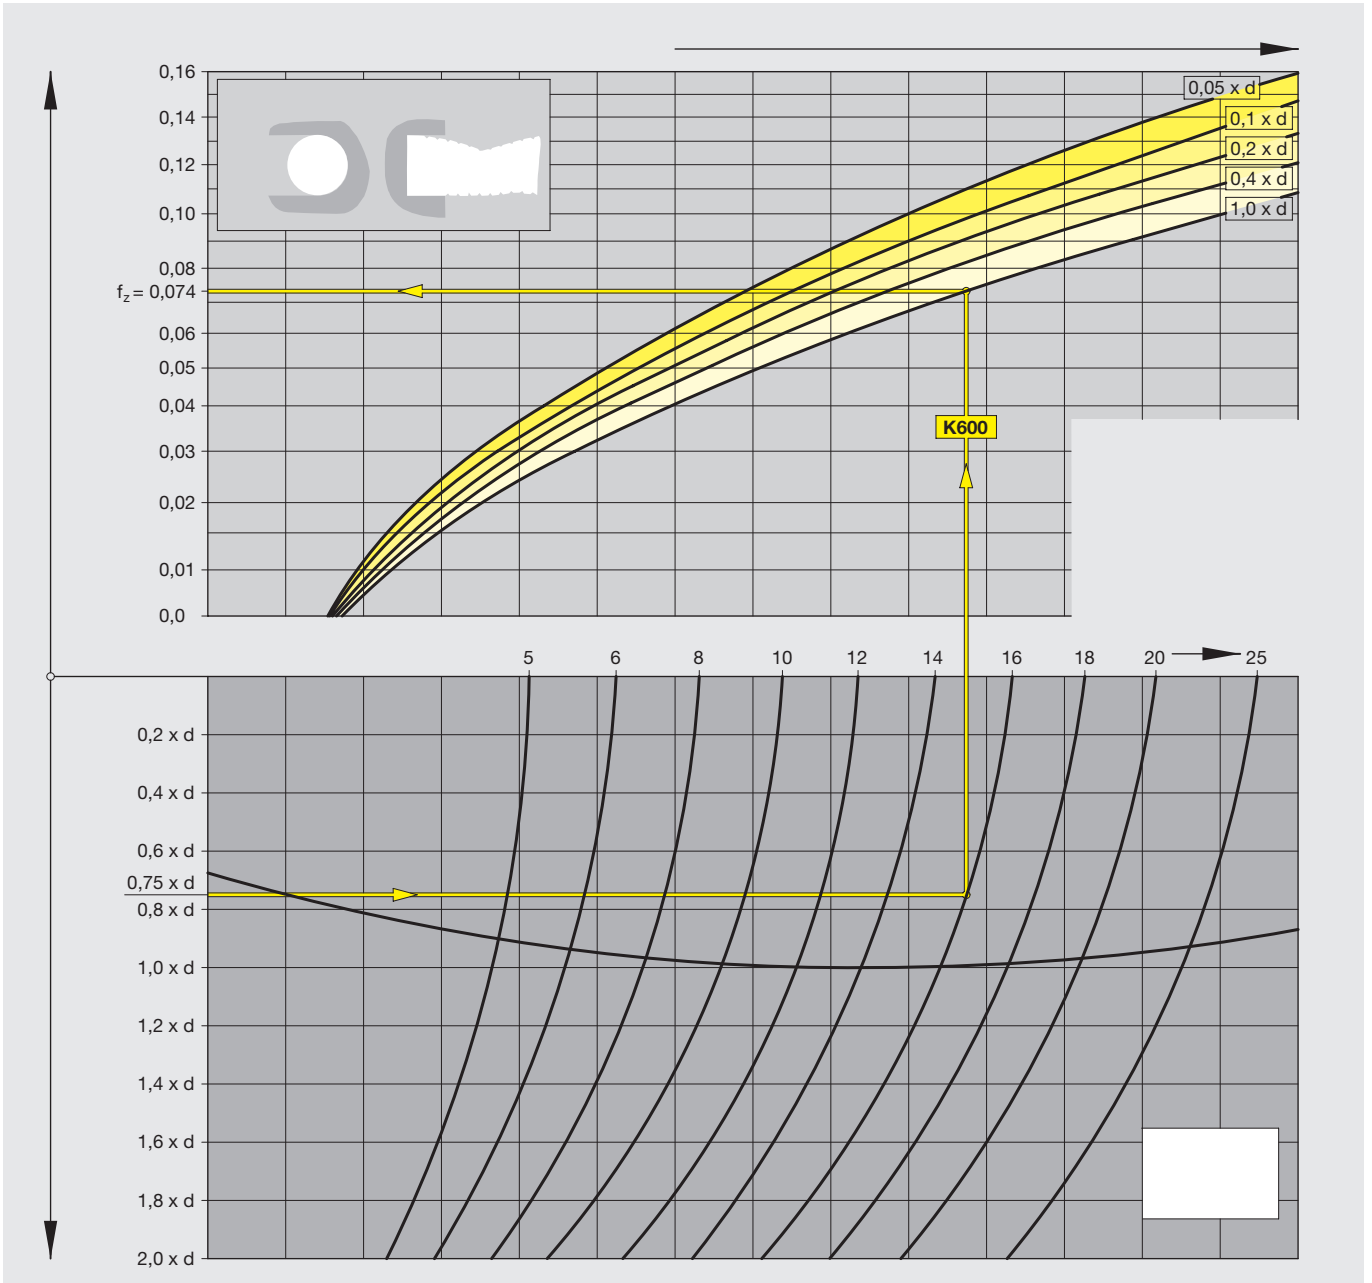 0,16
0,05 x d
0,14
0,1 x d
0,2 x d
0,12
0,4 x d
0,10
1,0 x d
0,08
fz = 0,074
0,06
0,05
0,04
K600
0,03
0,02
0,01
0,0
5 6 8 10 12 14 16 18 20 25
0,2 x d
0,4 x d
0,6 x d
0,75 x d
0,8 x d
1,0 x d
1,2 x d
1,4 x d
1,6 x d
1,8 x d
2,0 x d